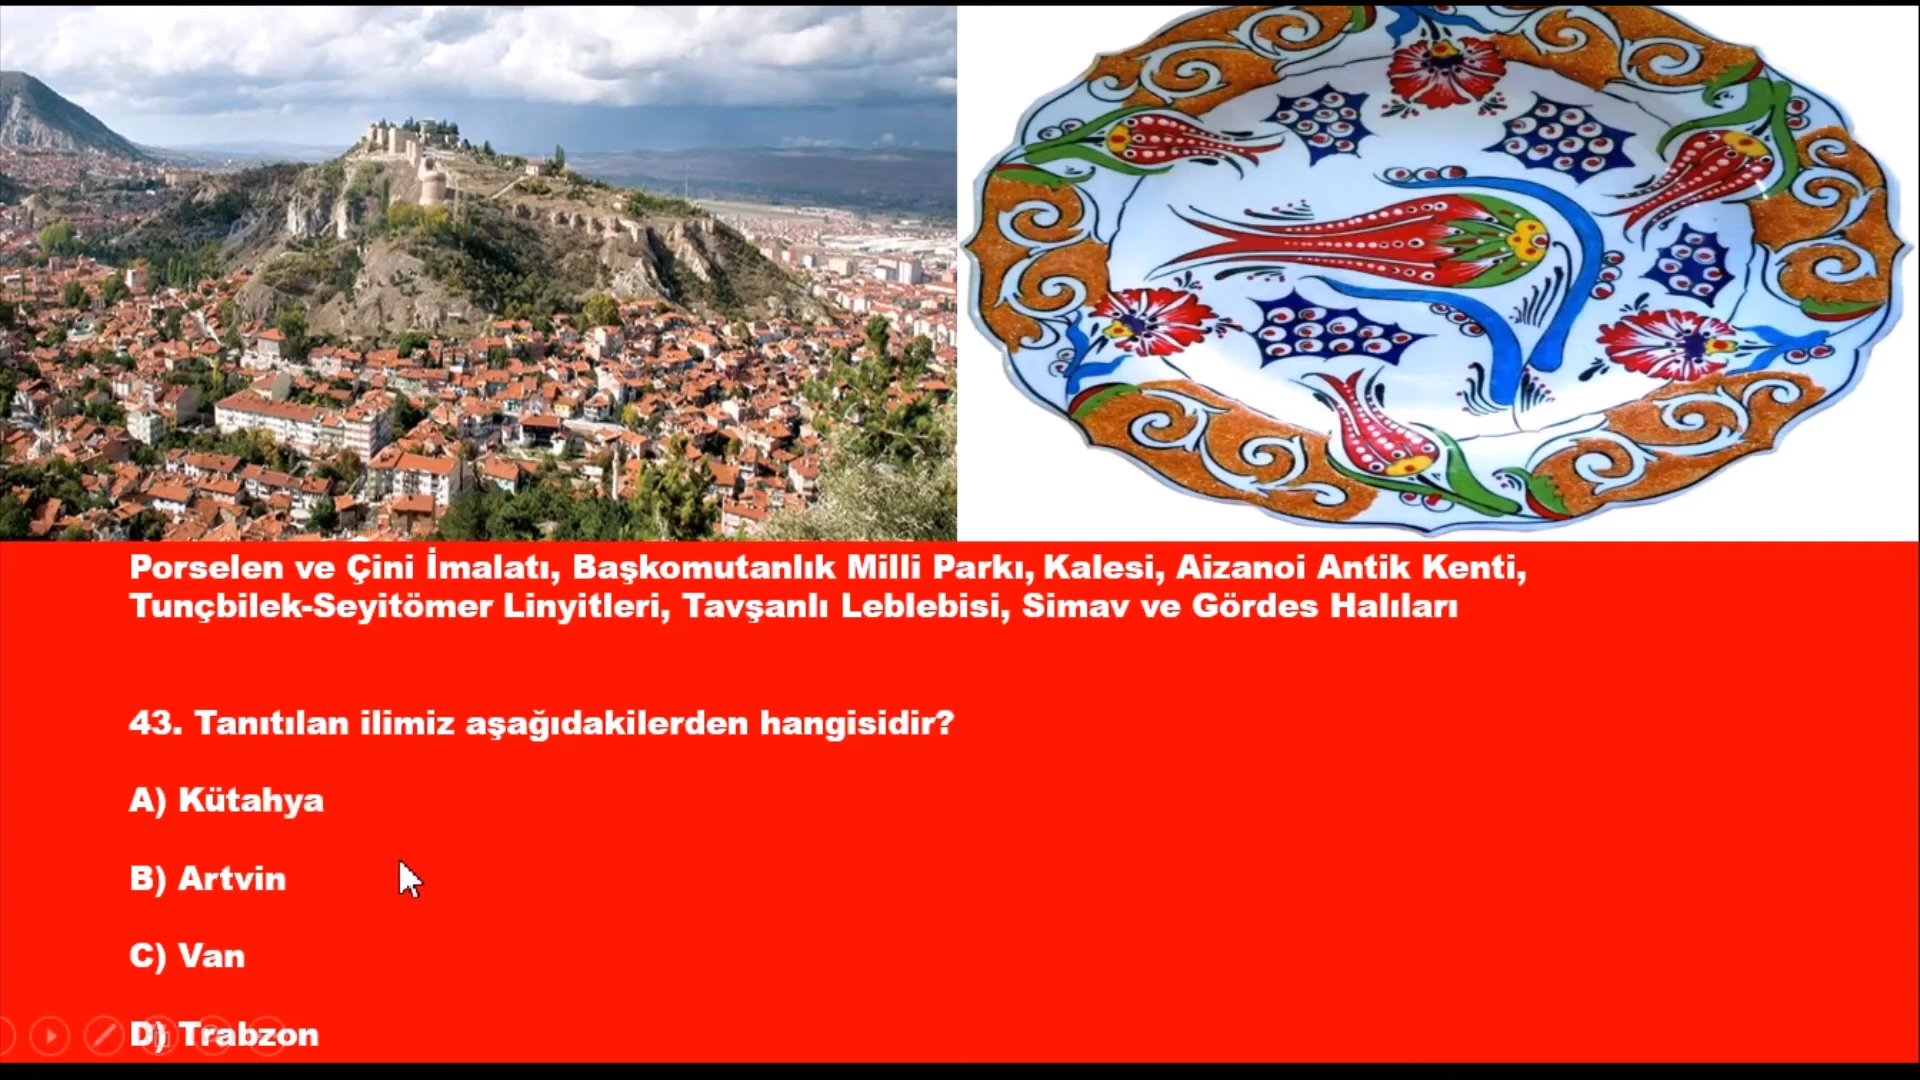 Porselen ve Çini İmalatı, Başkomutanlık Milli Parkı, Kalesi, Aizanoi Antik Kenti,
Tunçbilek-Seyitömer Linyitleri, Tavşanlı Leblebisi, Simav ve Gördes Halıları
43. Tanıtılan ilimiz aşağıdakilerden hangisidir?
A) Kütahya
B) Artvin
C) Van
D) Trabzon